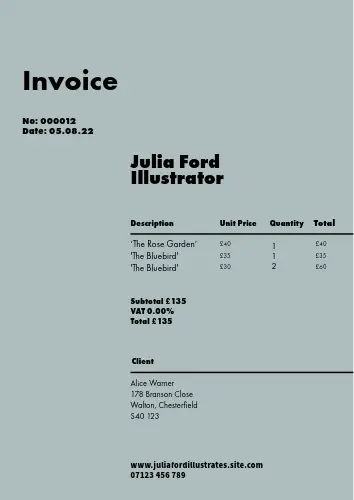 Invoice
No: 000012
Date: 05.08.22
Julia Ford
Illustrator
Description Unit Price Quantity Total
‘The Rose Garden’ £40 1 £40
'The Bluebird' £35 1 £35
'The Bluebird' £30 2 £60
Subtotal £135
VAT 0.00%
Total £135
Client
Alice Warner
178 Branson Close
Walton, Chesterfield
S40 123
www.juliafordillustrates.site.com
07123 456 789